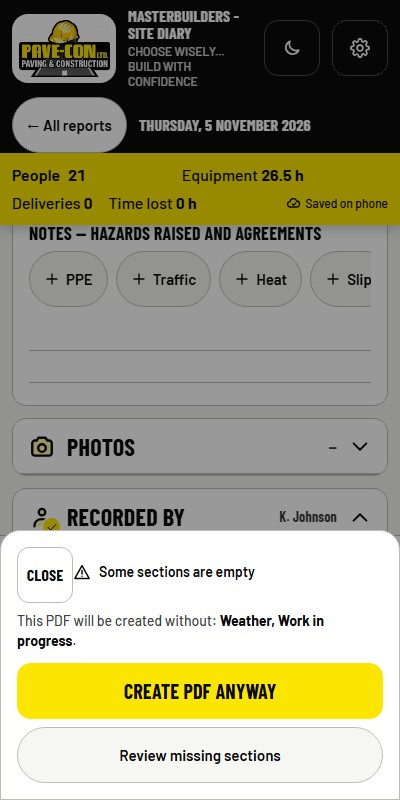 PAVE-CON LTD.
PAVING & CONSTRUCTION
MASTERBUILDERS -
SITE DIARY
CHOOSE WISELY...
BUILD WITH
CONFIDENCE
← All reports
THURSDAY, 5 NOVEMBER 2026
People 21
Equipment 26.5 h
Deliveries 0
Time lost 0 h
Saved on phone
NOTES – HAZARDS RAISED AND AGREEMENTS
+ PPE
+ Traffic
+ Heat
+ Slip
PHOTOS
–
RECORDED BY
K. Johnson
CLOSE
Some sections are empty
This PDF will be created without: Weather, Work in
progress.
CREATE PDF ANYWAY
Review missing sections